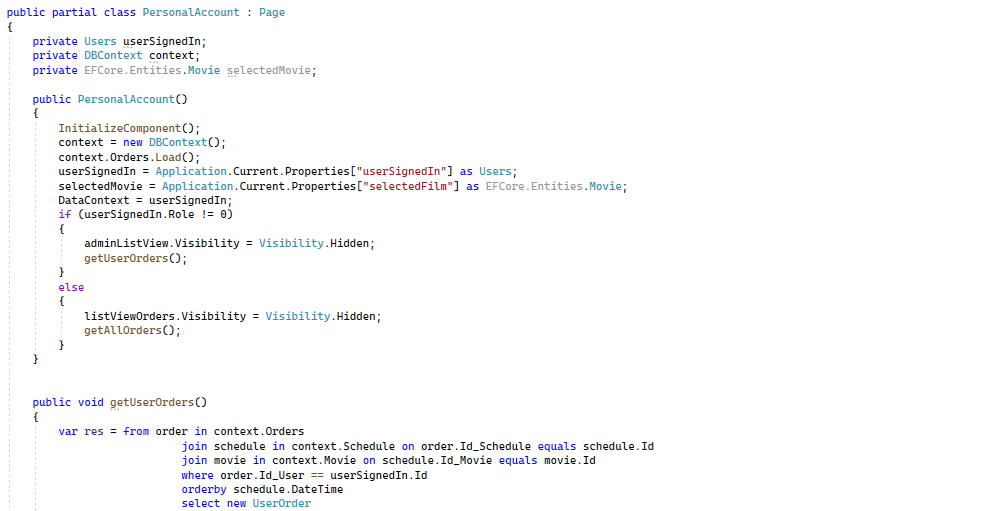 public partial class PersonalAccount : Page
{
    private Users userSignedIn;
    private DBContext context;
    private EFCore.Entities.Movie selectedMovie;

    public PersonalAccount()
    {
        InitializeComponent();
        context = new DBContext();
        context.Orders.Load();
        userSignedIn = Application.Current.Properties["userSignedIn"] as Users;
        selectedMovie = Application.Current.Properties["selectedFilm"] as EFCore.Entities.Movie;
        DataContext = userSignedIn;
        if (userSignedIn.Role != 0)
        {
            adminListView.Visibility = Visibility.Hidden;
            getUserOrders();
        }
        else
        {
            listViewOrders.Visibility = Visibility.Hidden;
            getAllOrders();
        }
    }

    public void getUserOrders()
    {
        var res = from order in context.Orders
                  join schedule in context.Schedule on order.Id_Schedule equals schedule.Id
                  join movie in context.Movie on schedule.Id_Movie equals movie.Id
                  where order.Id_User == userSignedIn.Id
                  orderby schedule.DateTime
                  select new UserOrder